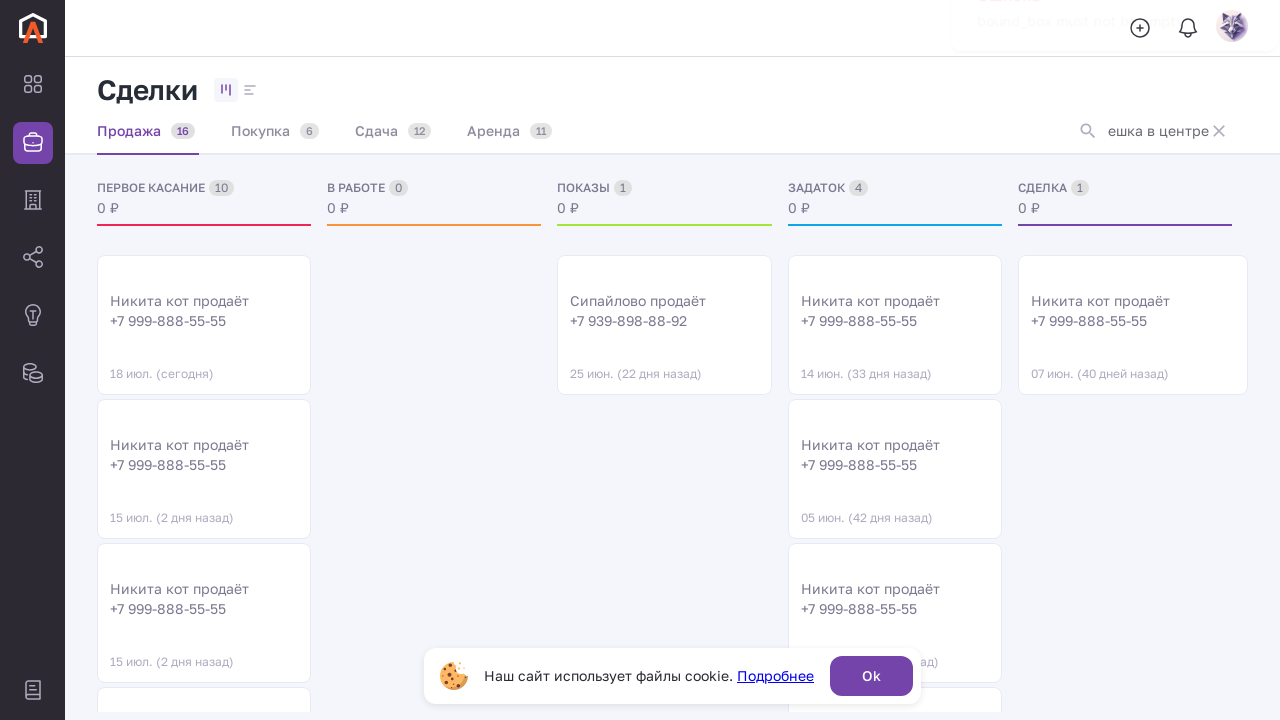 Сделки
Продажа 16 Покупка 6 Сдача 12 Аренда 11
ешка в центре
ПЕРВОЕ КАСАНИЕ 10
0 ₽
В РАБОТЕ 0
0 ₽
ПОКАЗЫ 1
0 ₽
ЗАДАТОК 4
0 ₽
СДЕЛКА 1
0 ₽
Никита кот продаёт
+7 999-888-55-55
18 июл. (сегодня)
Никита кот продаёт
+7 999-888-55-55
15 июл. (2 дня назад)
Никита кот продаёт
+7 999-888-55-55
15 июл. (2 дня назад)
Сипайлово продаёт
+7 939-898-88-92
25 июн. (22 дня назад)
Никита кот продаёт
+7 999-888-55-55
14 июн. (33 дня назад)
Никита кот продаёт
+7 999-888-55-55
05 июн. (42 дня назад)
Никита кот продаёт
+7 999-888-55-55
Никита кот продаёт
+7 999-888-55-55
07 июн. (40 дней назад)
Наш сайт использует файлы cookie. Подробнее
Ok